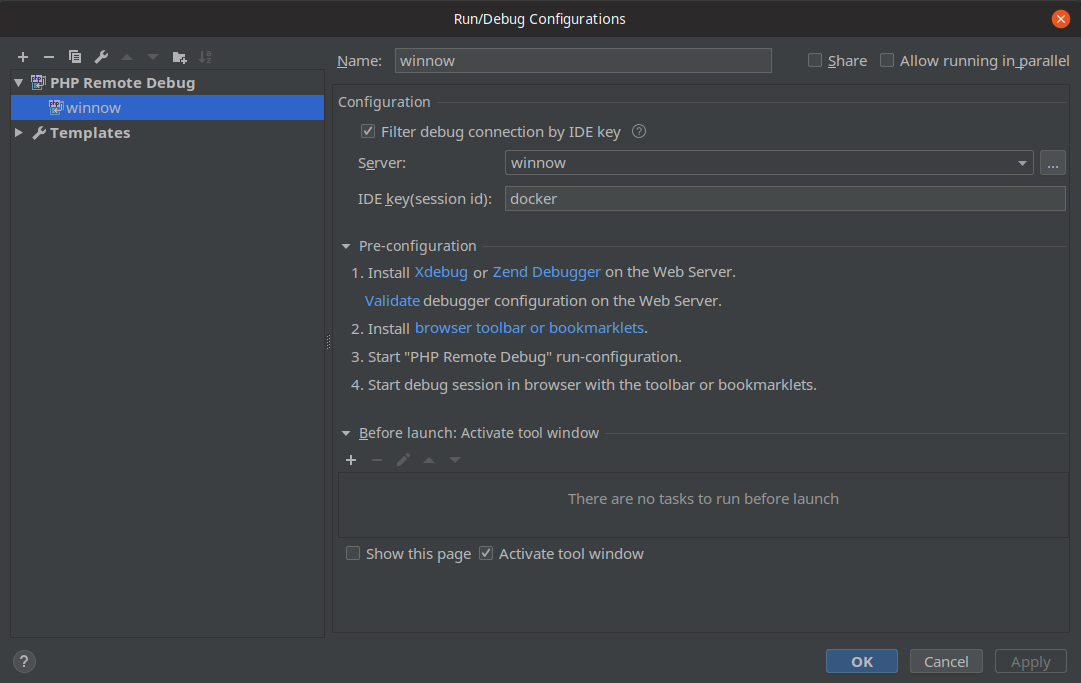 Run/Debug Configurations
Name: winnow Share Allow running in parallel
PHP Remote Debug
winnow
Templates
Configuration
Filter debug connection by IDE key ?
Server: winnow ...
IDE key(session id): docker
Pre-configuration
1. Install Xdebug or Zend Debugger on the Web Server.
Validate debugger configuration on the Web Server.
2. Install browser toolbar or bookmarklets.
3. Start "PHP Remote Debug" run-configuration.
4. Start debug session in browser with the toolbar or bookmarklets.
Before launch: Activate tool window
There are no tasks to run before launch
Show this page Activate tool window
? OK Cancel Apply